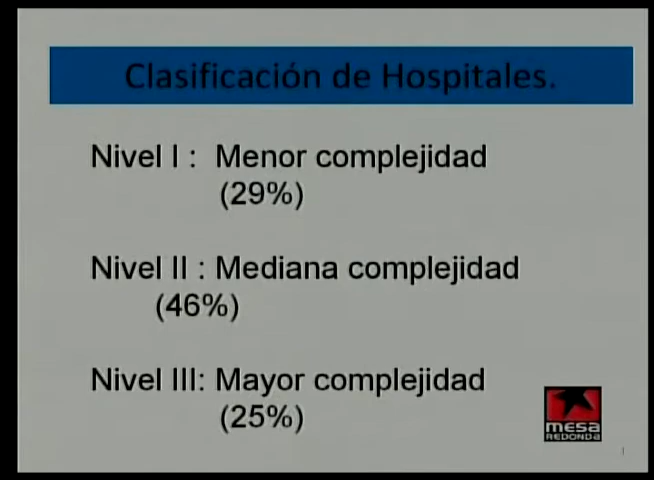 Clasificación de Hospitales.
Nivel I : Menor complejidad
(29%)
Nivel II : Mediana complejidad
(46%)
Nivel III: Mayor complejidad
(25%)
mesa
REDONDa
1